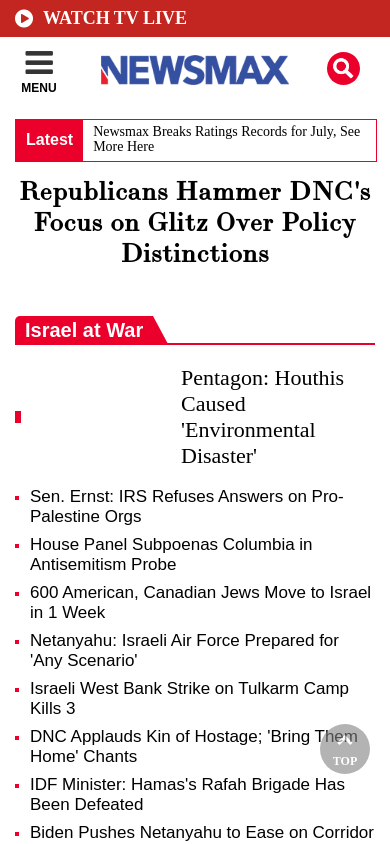 WATCH TV LIVE
MENU
NEWSMAX
Latest
Newsmax Breaks Ratings Records for July, See
More Here
Republicans Hammer DNC's
Focus on Glitz Over Policy
Distinctions
Israel at War
Pentagon: Houthis
Caused
'Environmental
Disaster'
Sen. Ernst: IRS Refuses Answers on Pro-
Palestine Orgs
House Panel Subpoenas Columbia in
Antisemitism Probe
600 American, Canadian Jews Move to Israel
in 1 Week
Netanyahu: Israeli Air Force Prepared for
'Any Scenario'
Israeli West Bank Strike on Tulkarm Camp
Kills 3
DNC Applauds Kin of Hostage; 'Bring Them
Home' Chants
TOP
IDF Minister: Hamas's Rafah Brigade Has
Been Defeated
Biden Pushes Netanyahu to Ease on Corridor